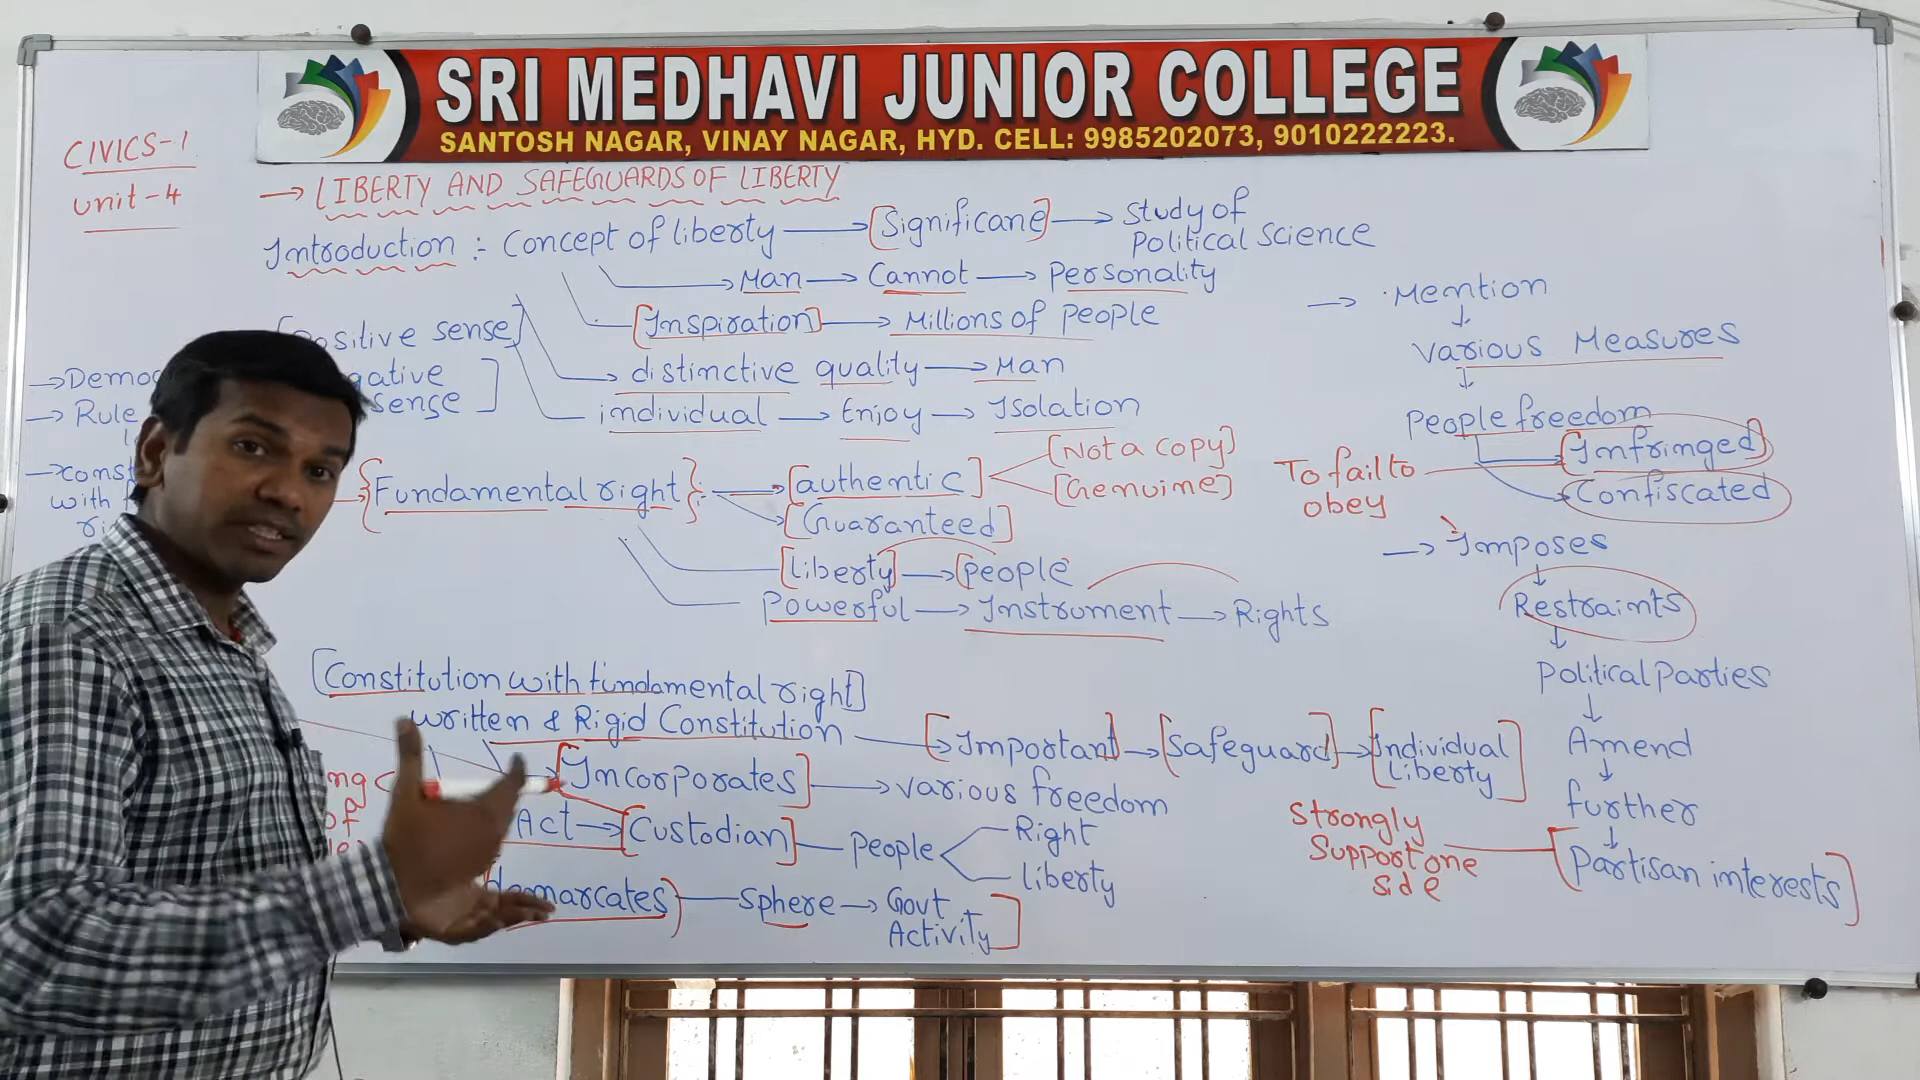 SRI MEDHAVI JUNIOR COLLEGE
SANTOSH NAGAR, VINAY NAGAR, HYD. CELL: 9985202073, 9010222223.
CIVICS-1
unit-4
→ LIBERTY AND SAFEGUARDS OF LIBERTY
Introduction :- Concept of liberty → [Significane] → Study of
Political Science
Man → Cannot → Personality
[Inspiration] → Millions of people
[Positive sense]
distinctive quality → Man
sense
individual → Enjoy → Isolation
→ Rule
with
{Fundamental right}: → [authentic]
[Not a copy]
[Genuine]
[Guaranteed]
[liberty] → [people
Powerful → Instrument → Rights
[Constitution with fundamental right]
written & Rigid Constitution → [Important] → [Safeguard] → [Individual
liberty]
[Incorporates] → various freedom
Act → [Custodian] — people
Right
liberty
demarcates) — Sphere → Govt
Activity]
of
→ Mention
↓
various Measures
↓
People freedom
[Infringed]
Confiscated
To fail to
obey
→ Imposes
↓
Restraints
↓
Political Parties
↓
Amend
↓
further
↓
[Partisan interests]
Strongly
Support one
side